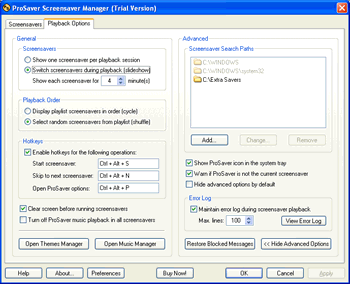 ProSaver Screensaver Manager (Trial Version)
Screensavers
Playback Options
General
Screensavers
Show one screensaver per playback session
Switch screensavers during playback (slideshow)
Show each screensaver for 4 minute(s)
Playback Order
Display playlist screensavers in order (cycle)
Select random screensavers from playlist (shuffle)
Hotkeys
Enable hotkeys for the following operations:
Start screensaver: Ctrl + Alt + S
Skip to next screensaver: Ctrl + Alt + N
Open ProSaver options: Ctrl + Alt + P
Clear screen before running screensavers
Turn off ProSaver music playback in all screensavers
Open Themes Manager
Open Music Manager
Advanced
Screensaver Search Paths
C:\WINDOWS
C:\WINDOWS\system32
C:\Extra Savers
Add...
Change...
Remove
Show ProSaver icon in the system tray
Warn if ProSaver is not the current screensaver
Hide advanced options by default
Error Log
Maintain error log during screensaver playback
Max. lines: 100
View Error Log
Restore Blocked Messages
<< Hide Advanced Options
Help
About...
Preferences
Buy Now!
OK
Cancel
Apply